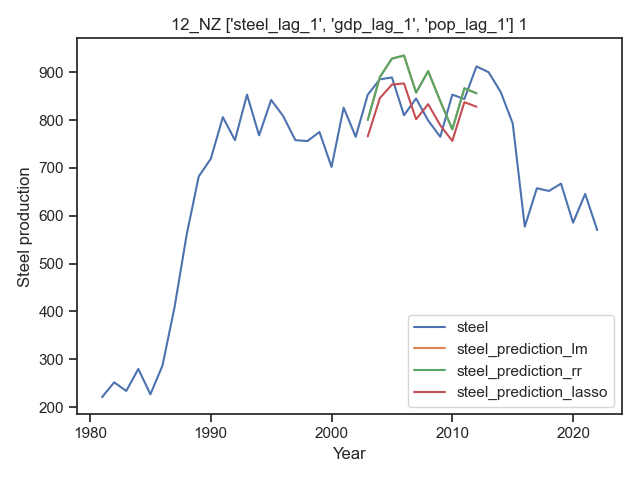 12_NZ ['steel_lag_1', 'gdp_lag_1', 'pop_lag_1'] 1
900
800
700
600
500
400
300
200
Steel production
1980
1990
2000
2010
2020
Year
steel
steel_prediction_lm
steel_prediction_rr
steel_prediction_lasso